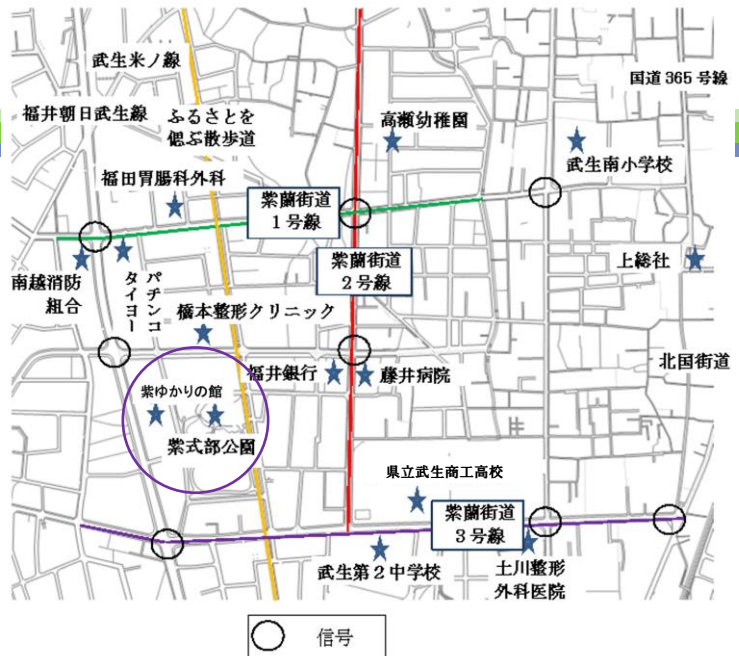 武生米ノ線
国道365号線
福井朝日武生線
ふるさとを
偲ぶ散歩道
高瀬幼稚園
武生南小学校
福田胃腸科外科
紫蘭街道
1号線
紫蘭街道
2号線
上総社
南越消防
組合
パチンコ
タイヨー
橋本整形クリニック
北国街道
福井銀行
藤井病院
紫ゆかりの館
紫式部公園
県立武生商工高校
紫蘭街道
3号線
武生第2中学校
土川整形
外科医院
信号